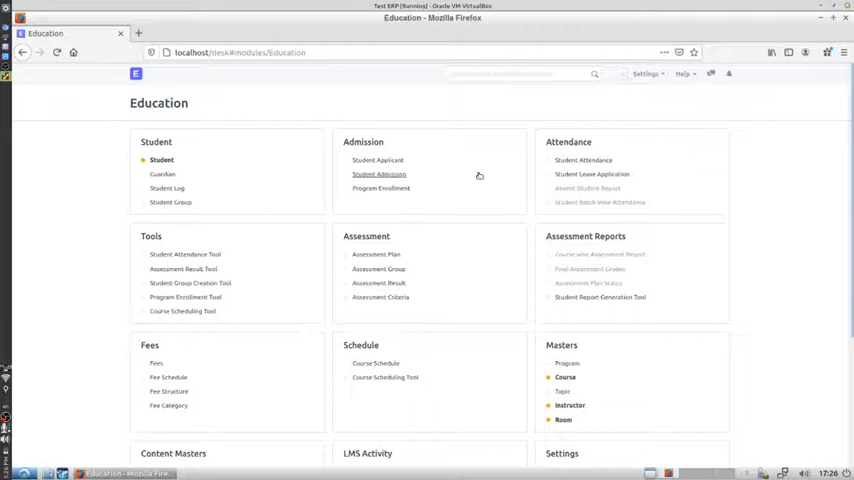 Test ERP [Running] - Oracle VM VirtualBox
Education - Mozilla Firefox
Education
localhost/desk#modules/Education
E
Settings
Help
Education
Student
Student
Guardian
Student Log
Student Group
Admission
Student Applicant
Student Admission
Program Enrollment
Attendance
Student Attendance
Student Leave Application
Absent Student Report
Student Batch-Wise Attendance
Tools
Student Attendance Tool
Assessment Result Tool
Student Group Creation Tool
Program Enrollment Tool
Course Scheduling Tool
Assessment
Assessment Plan
Assessment Group
Assessment Result
Assessment Criteria
Assessment Reports
Course wise Assessment Report
Final Assessment Grades
Assessment Plan Status
Student Report Generation Tool
Fees
Fees
Fee Schedule
Fee Structure
Fee Category
Schedule
Course Schedule
Course Scheduling Tool
Masters
Program
Course
Topic
Instructor
Room
Content Masters
LMS Activity
Settings
Education - Mozilla Fire
17:26